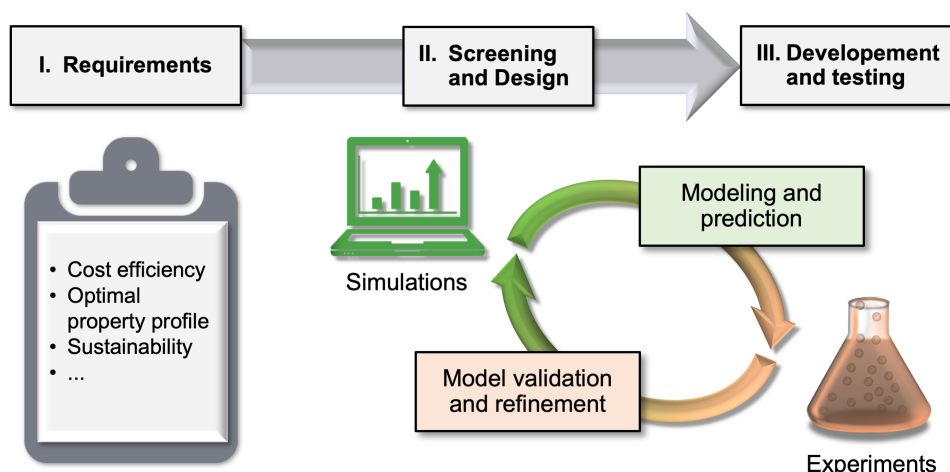 I. Requirements
II. Screening
and Design
III. Developement
and testing
• Cost efficiency
• Optimal
property profile
• Sustainability
• ...
Simulations
Modeling and
prediction
Model validation
and refinement
Experiments